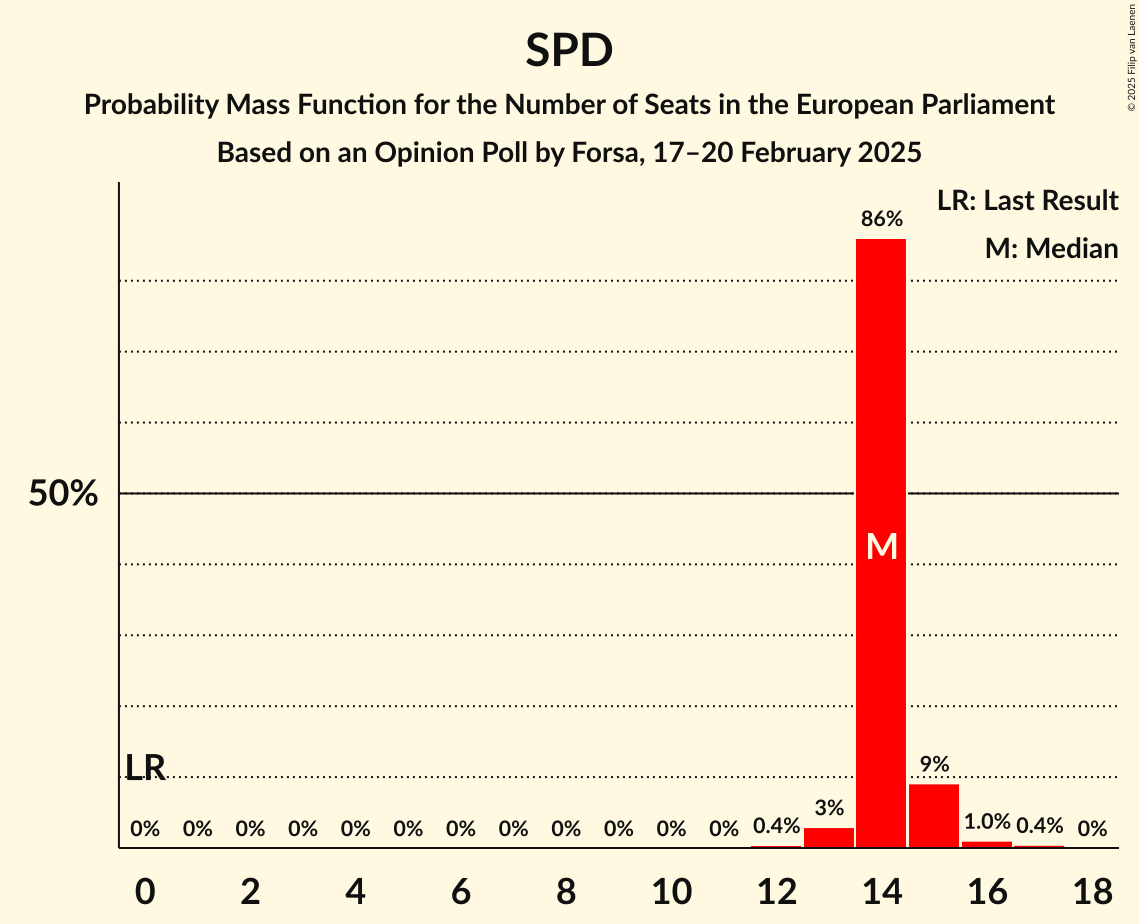 SPD
Probability Mass Function for the Number of Seats in the European Parliament
Based on an Opinion Poll by Forsa, 17–20 February 2025
© 2025 Filip van Laenen
LR: Last Result
M: Median
86%
50%
M
LR
9%
3%
0% 0% 0% 0% 0% 0% 0% 0% 0% 0% 0% 0% 0.4% 1.0% 0.4% 0%
0 2 4 6 8 10 12 14 16 18